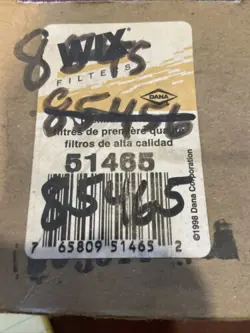 WIX
FILTERS
DANA
85456
filtres de première qualité
filtros de alta calidad
51465
85465
7 65809 51465 2
©1998 Dana Corporation